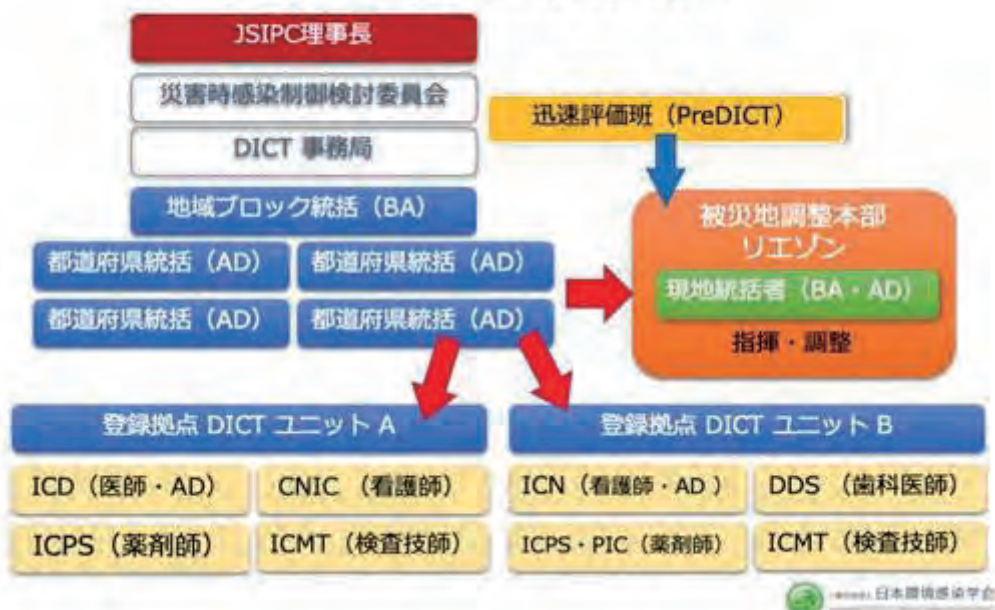 JSIPC理事長
災害時感染制御検討委員会
DICT 事務局
迅速評価班（PreDICT）
地域ブロック統括（BA）
都道府県統括（AD）
都道府県統括（AD）
都道府県統括（AD）
都道府県統括（AD）
被災地調整本部
リエゾン
現地統括者（BA・AD）
指揮・調整
登録拠点 DICT ユニット A
ICD（医師・AD）
CNIC（看護師）
ICPS（薬剤師）
ICMT（検査技師）
登録拠点 DICT ユニット B
ICN（看護師・AD ）
DDS（歯科医師）
ICPS・PIC（薬剤師）
ICMT（検査技師）
日本環境感染学会